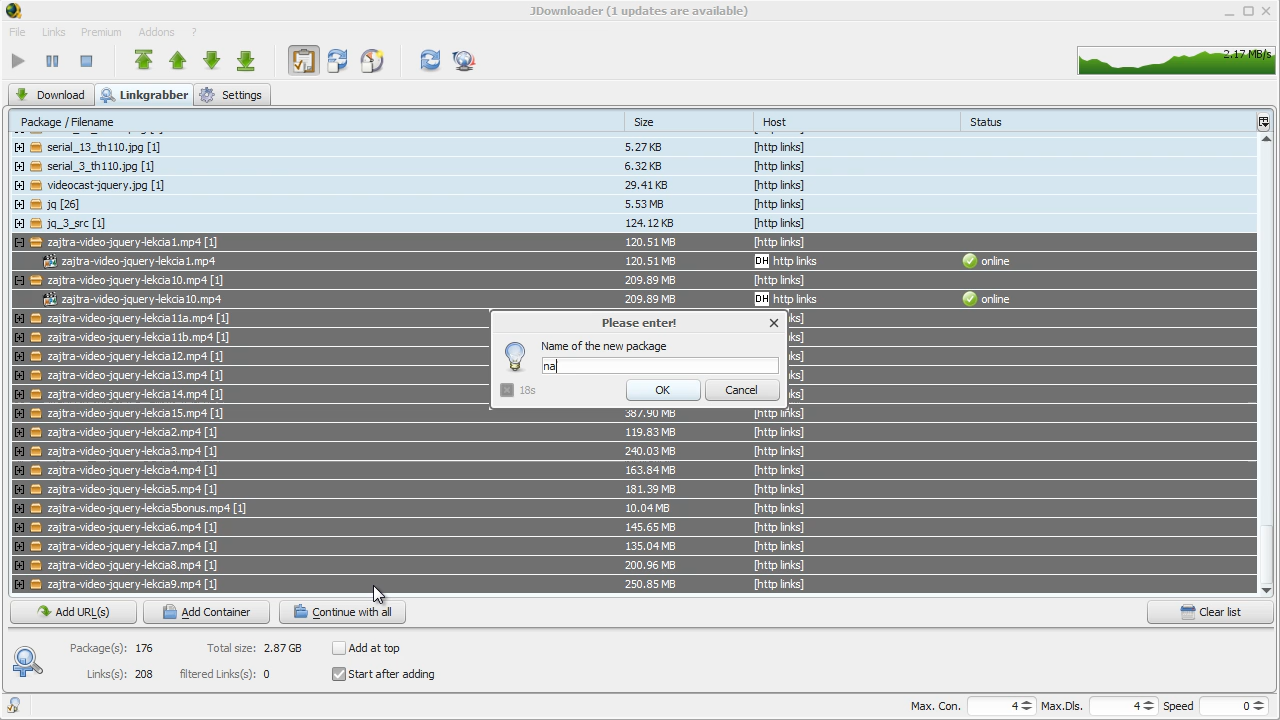 JDownloader (1 updates are available)
File Links Premium Addons ?
2.17 MB/s
Download Linkgrabber Settings
Package / Filename Size Host Status
serial_13_th110.jpg [1] 5.27 KB [http links]
serial_3_th110.jpg [1] 6.32 KB [http links]
videocast-jquery.jpg [1] 29.41 KB [http links]
jq [26] 5.53 MB [http links]
jq_3_src [1] 124.12 KB [http links]
zajtra-video-jquery-lekcia1.mp4 [1] 120.51 MB [http links]
zajtra-video-jquery-lekcia1.mp4 120.51 MB DH http links online
zajtra-video-jquery-lekcia10.mp4 [1] 209.89 MB [http links]
zajtra-video-jquery-lekcia10.mp4 209.89 MB DH http links online
zajtra-video-jquery-lekcia11a.mp4 [1] links]
zajtra-video-jquery-lekcia11b.mp4 [1] links]
zajtra-video-jquery-lekcia12.mp4 [1] links]
zajtra-video-jquery-lekcia13.mp4 [1] links]
zajtra-video-jquery-lekcia14.mp4 [1] links]
zajtra-video-jquery-lekcia15.mp4 [1] 387.90 MB [http links]
zajtra-video-jquery-lekcia2.mp4 [1] 119.83 MB [http links]
zajtra-video-jquery-lekcia3.mp4 [1] 240.03 MB [http links]
zajtra-video-jquery-lekcia4.mp4 [1] 163.84 MB [http links]
zajtra-video-jquery-lekcia5.mp4 [1] 181.39 MB [http links]
zajtra-video-jquery-lekcia5bonus.mp4 [1] 10.04 MB [http links]
zajtra-video-jquery-lekcia6.mp4 [1] 145.65 MB [http links]
zajtra-video-jquery-lekcia7.mp4 [1] 135.04 MB [http links]
zajtra-video-jquery-lekcia8.mp4 [1] 200.96 MB [http links]
zajtra-video-jquery-lekcia9.mp4 [1] 250.85 MB [http links]
Please enter!
Name of the new package
na
18s OK Cancel
Add URL(s) Add Container Continue with all Clear list
Package(s): 176 Total size: 2.87 GB Add at top
Links(s): 208 filtered Links(s): 0 Start after adding
Max. Con. 4 Max.Dls. 4 Speed 0